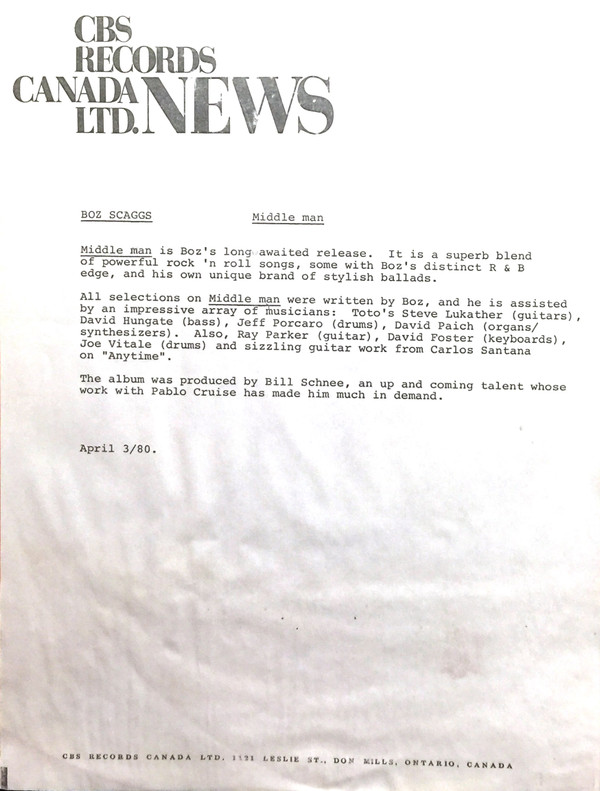 CBS
RECORDS
CANADA NEWS
LTD.
BOZ SCAGGS Middle man
Middle man is Boz's long awaited release. It is a superb blend
of powerful rock 'n roll songs, some with Boz's distinct R & B
edge, and his own unique brand of stylish ballads.
All selections on Middle man were written by Boz, and he is assisted
by an impressive array of musicians: Toto's Steve Lukather (guitars),
David Hungate (bass), Jeff Porcaro (drums), David Paich (organs/
synthesizers). Also, Ray Parker (guitar), David Foster (keyboards),
Joe Vitale (drums) and sizzling guitar work from Carlos Santana
on "Anytime".
The album was produced by Bill Schnee, an up and coming talent whose
work with Pablo Cruise has made him much in demand.
April 3/80.
CBS RECORDS CANADA LTD. LESLIE ST., DON MILLS, ONTARIO, CANADA